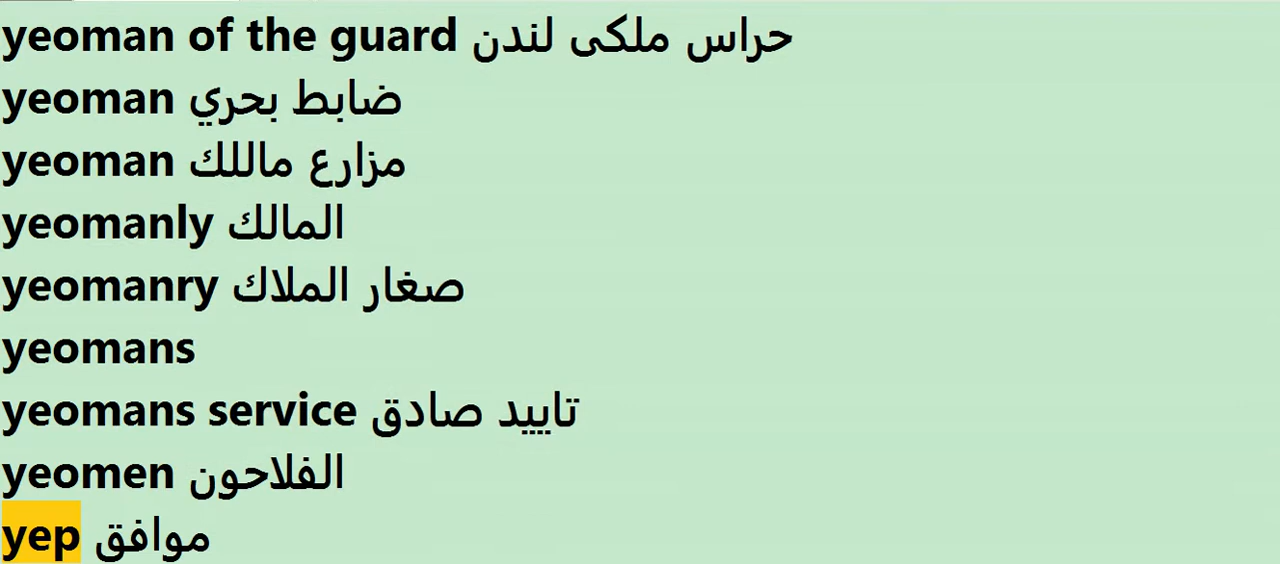 yeoman of the guard حراس ملكى لندن
yeoman ضابط بحري
yeoman مزارع ماللك
yeomanly المالك
yeomanry صغار الملاك
yeomans
yeomans service تاييد صادق
yeomen الفلاحون
yep موافق